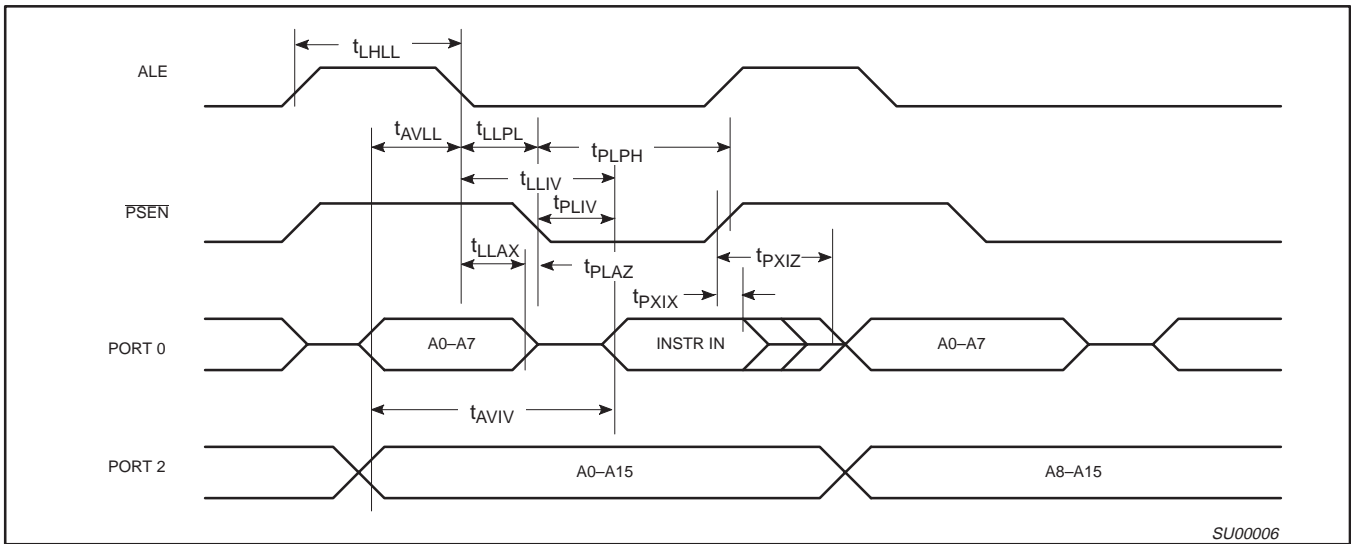 tLHLL
ALE
tAVLL
tLLPL
tPLPH
tLLIV
PSEN
tPLIV
tLLAX
tPLAZ
tPXIZ
tPXIX
PORT 0
A0–A7
INSTR IN
A0–A7
tAVIV
PORT 2
A0–A15
A8–A15
SU00006